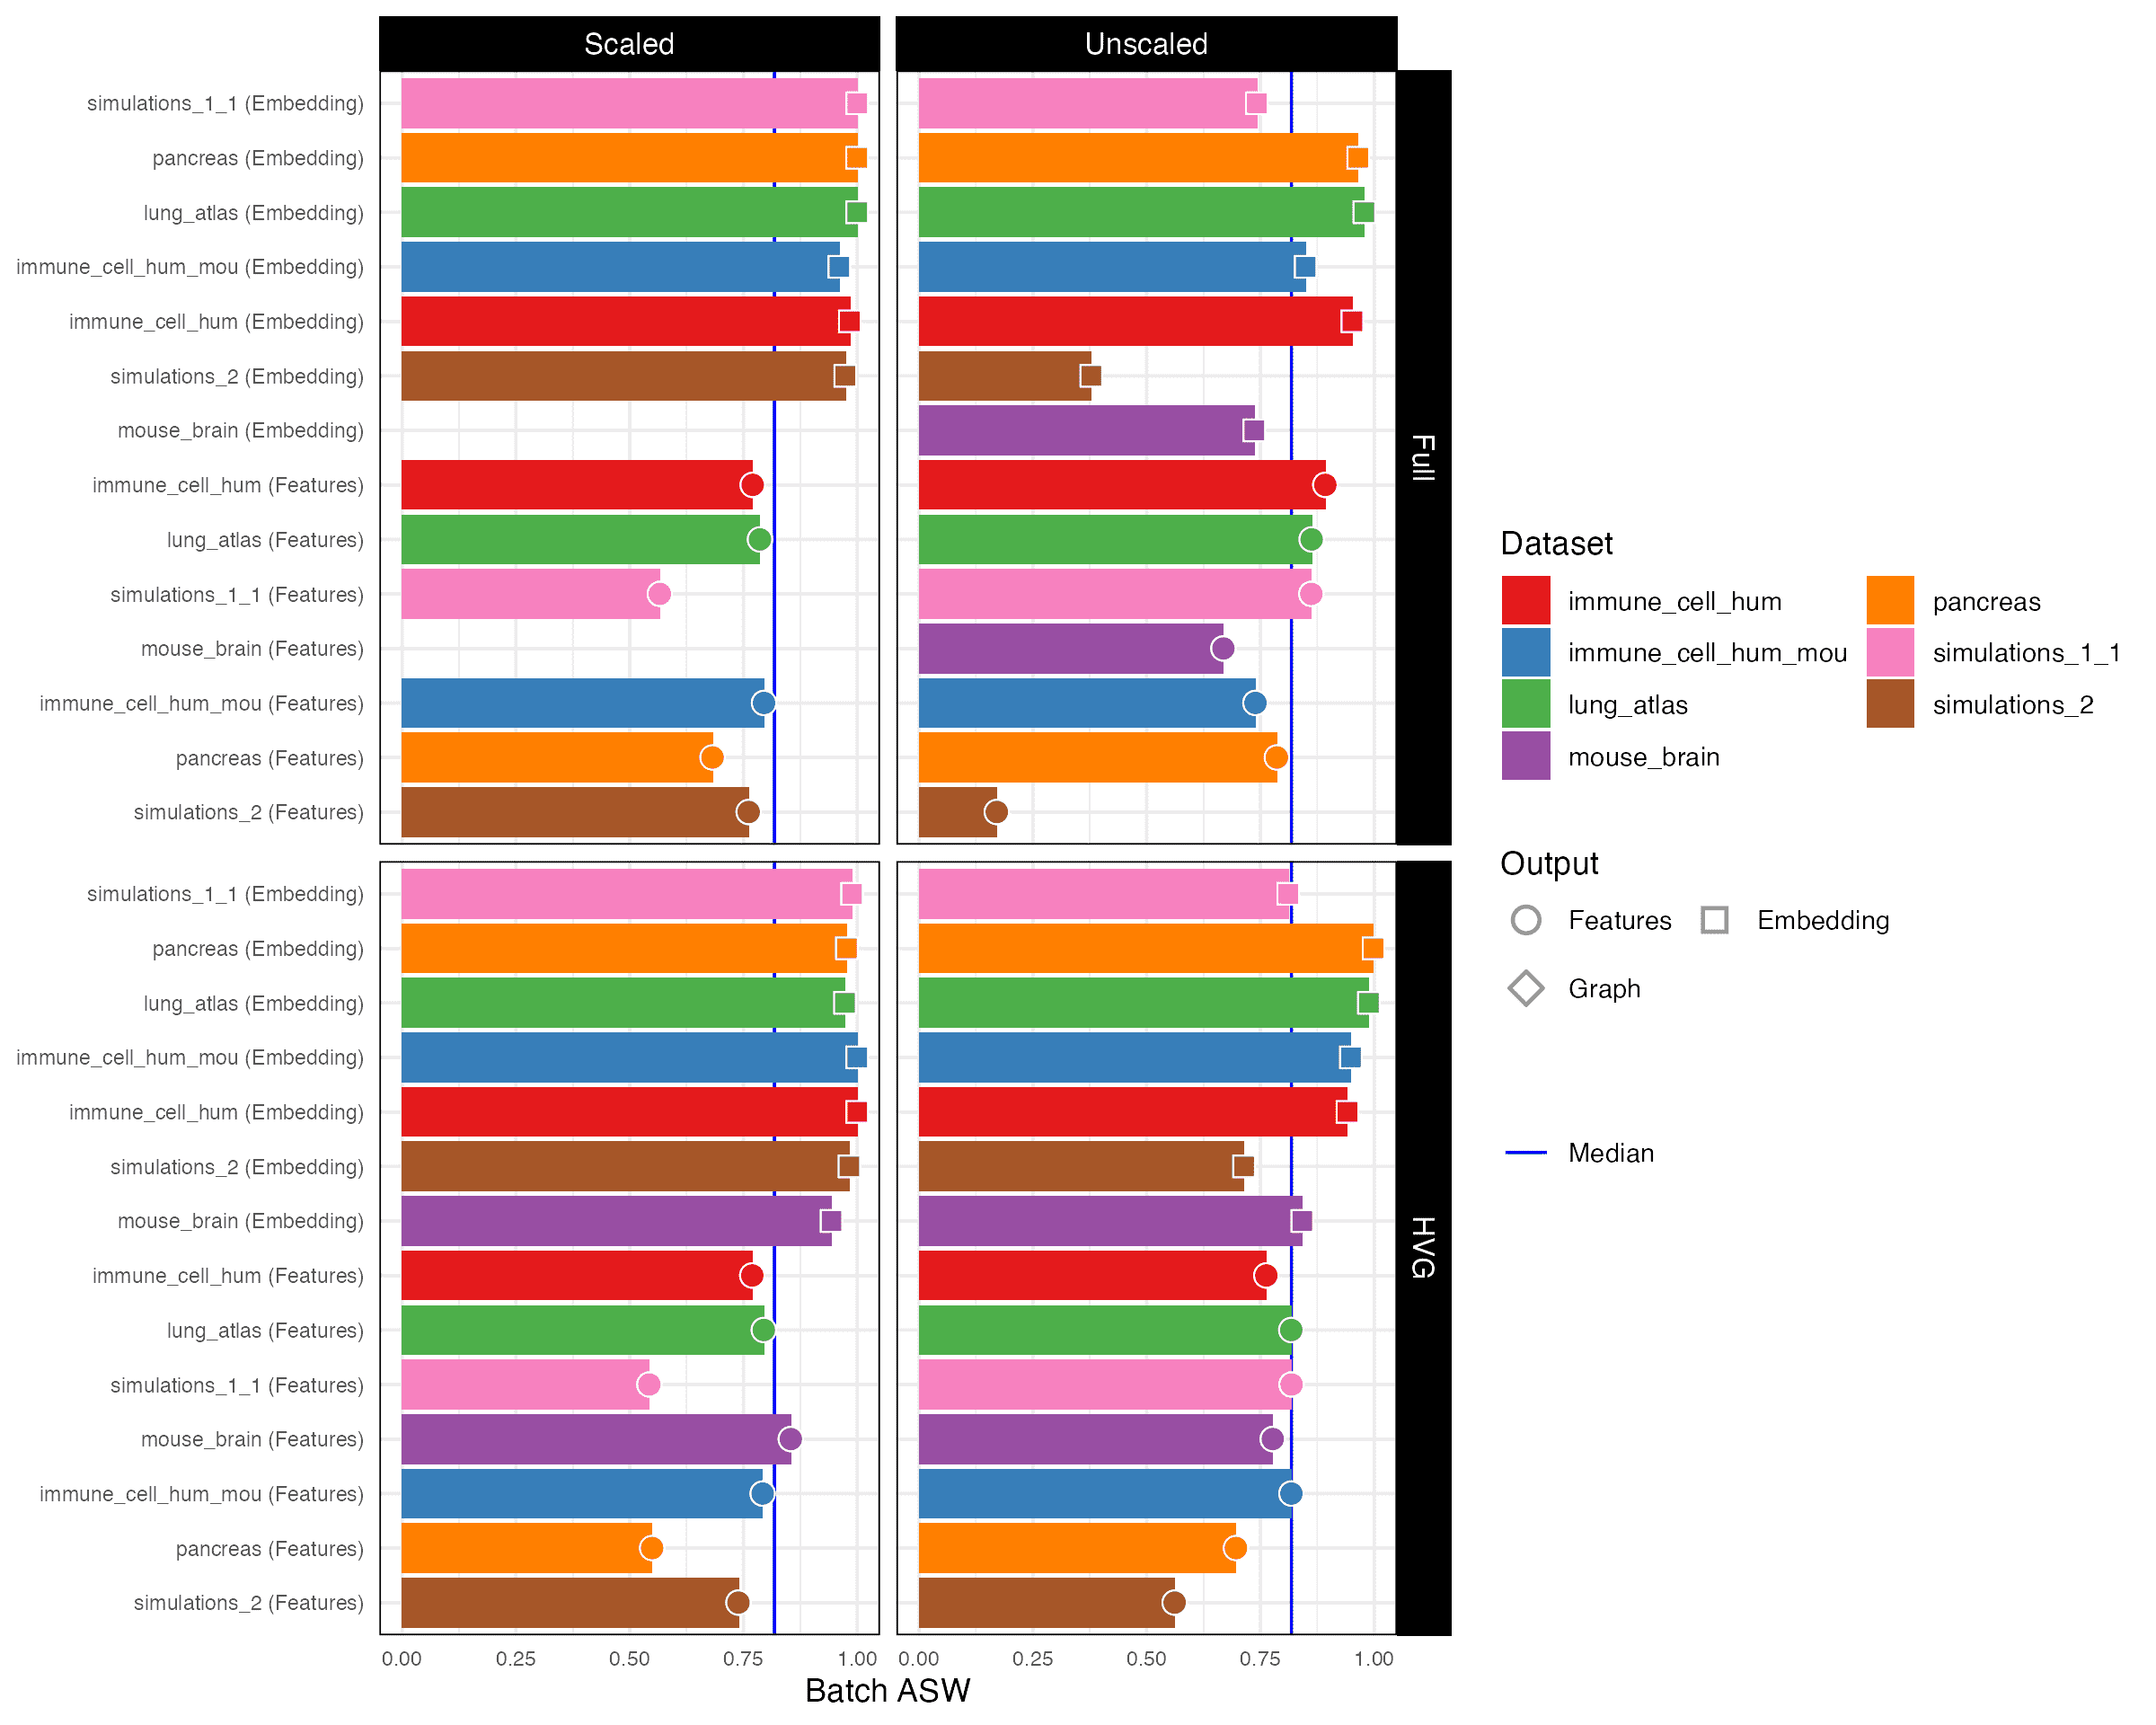 Scaled
Unscaled
simulations_1_1 (Embedding)
pancreas (Embedding)
lung_atlas (Embedding)
immune_cell_hum_mou (Embedding)
immune_cell_hum (Embedding)
simulations_2 (Embedding)
mouse_brain (Embedding)
immune_cell_hum (Features)
lung_atlas (Features)
simulations_1_1 (Features)
mouse_brain (Features)
immune_cell_hum_mou (Features)
pancreas (Features)
simulations_2 (Features)
Full
simulations_1_1 (Embedding)
pancreas (Embedding)
lung_atlas (Embedding)
immune_cell_hum_mou (Embedding)
immune_cell_hum (Embedding)
simulations_2 (Embedding)
mouse_brain (Embedding)
immune_cell_hum (Features)
lung_atlas (Features)
simulations_1_1 (Features)
mouse_brain (Features)
immune_cell_hum_mou (Features)
pancreas (Features)
simulations_2 (Features)
HVG
0.00 0.25 0.50 0.75 1.00
0.00 0.25 0.50 0.75 1.00
Batch ASW
Dataset
immune_cell_hum
immune_cell_hum_mou
lung_atlas
mouse_brain
pancreas
simulations_1_1
simulations_2
Output
Features
Embedding
Graph
Median